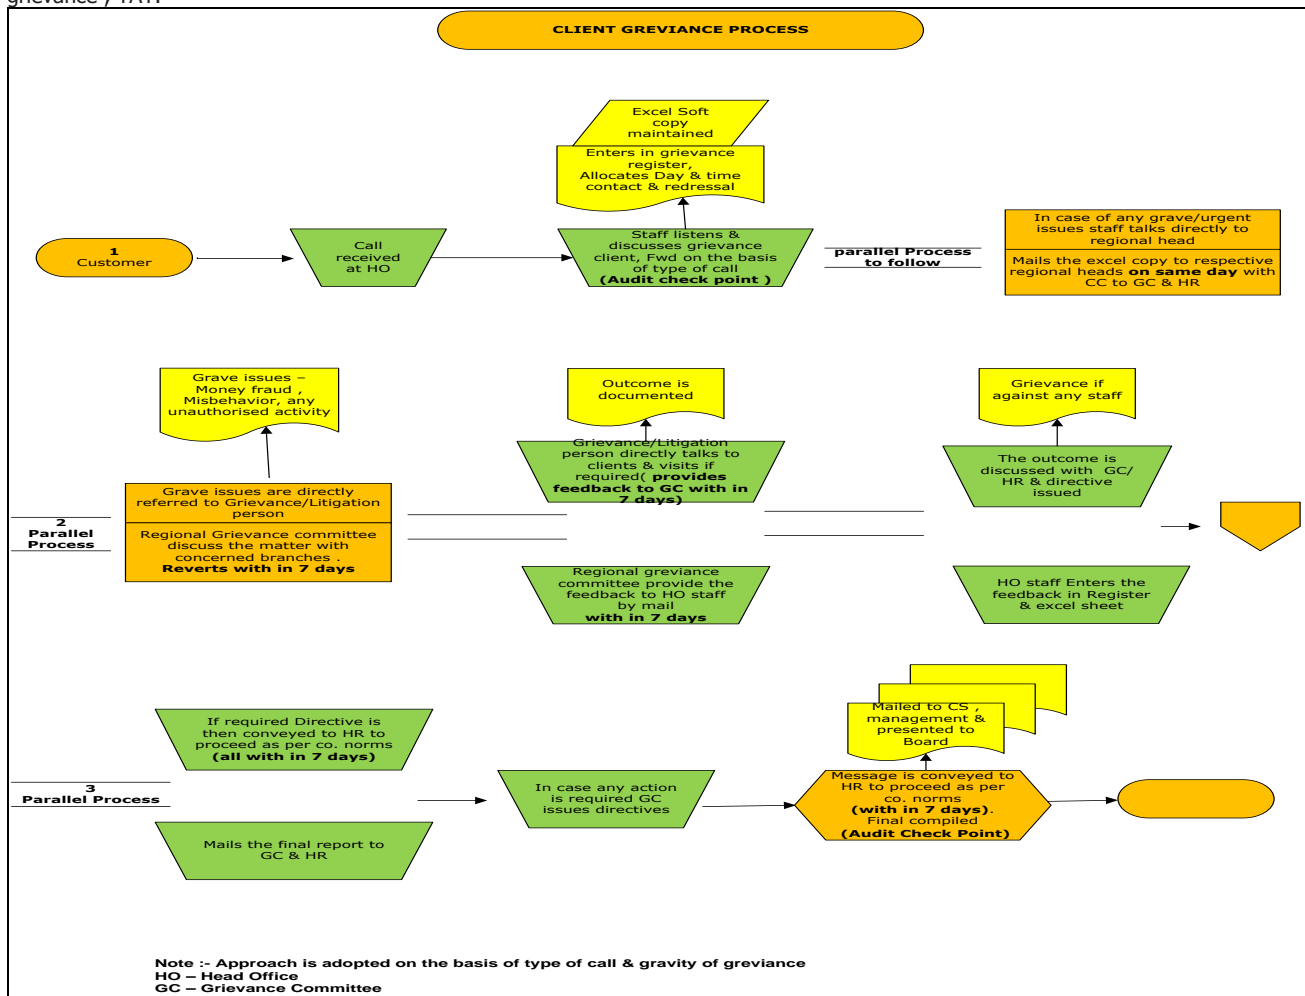 grievance , TAT.
CLIENT GREVIANCE PROCESS
Excel Soft
copy
maintained
Enters in grievance
register,
Allocates Day & time
contact & redressal
1
Customer
Call
received
at HO
Staff listens &
discusses grievance
client, Fwd on the basis
of type of call
(Audit check point )
parallel Process
to follow
In case of any grave/urgent
issues staff talks directly to
regional head
Mails the excel copy to respective
regional heads on same day with
CC to GC & HR
Grave issues –
Money fraud ,
Misbehavior, any
unauthorised activity
Outcome is
documented
Grievance if
against any staff
2
Parallel
Process
Grave issues are directly
referred to Grievance/Litigation
person
Regional Grievance committee
discuss the matter with
concerned branches .
Reverts with in 7 days
Grievance/Litigation
person directly talks to
clients & visits if
required( provides
feedback to GC with in
7 days)
The outcome is
discussed with  GC/
HR & directive
issued
Regional greviance
committee provide the
feedback to HO staff
by mail
with in 7 days
HO staff Enters the
feedback in Register
& excel sheet
3
Parallel Process
If required Directive is
then conveyed to HR to
proceed as per co. norms
(all with in 7 days)
Mails the final report to
GC & HR
In case any action
is required GC
issues directives
Mailed to CS ,
management &
presented to
Board
Message is conveyed to
HR to proceed as per
co. norms
(with in 7 days).
Final compiled
(Audit Check Point)
Note :- Approach is adopted on the basis of type of call & gravity of greviance
HO – Head Office
GC – Grievance Committee